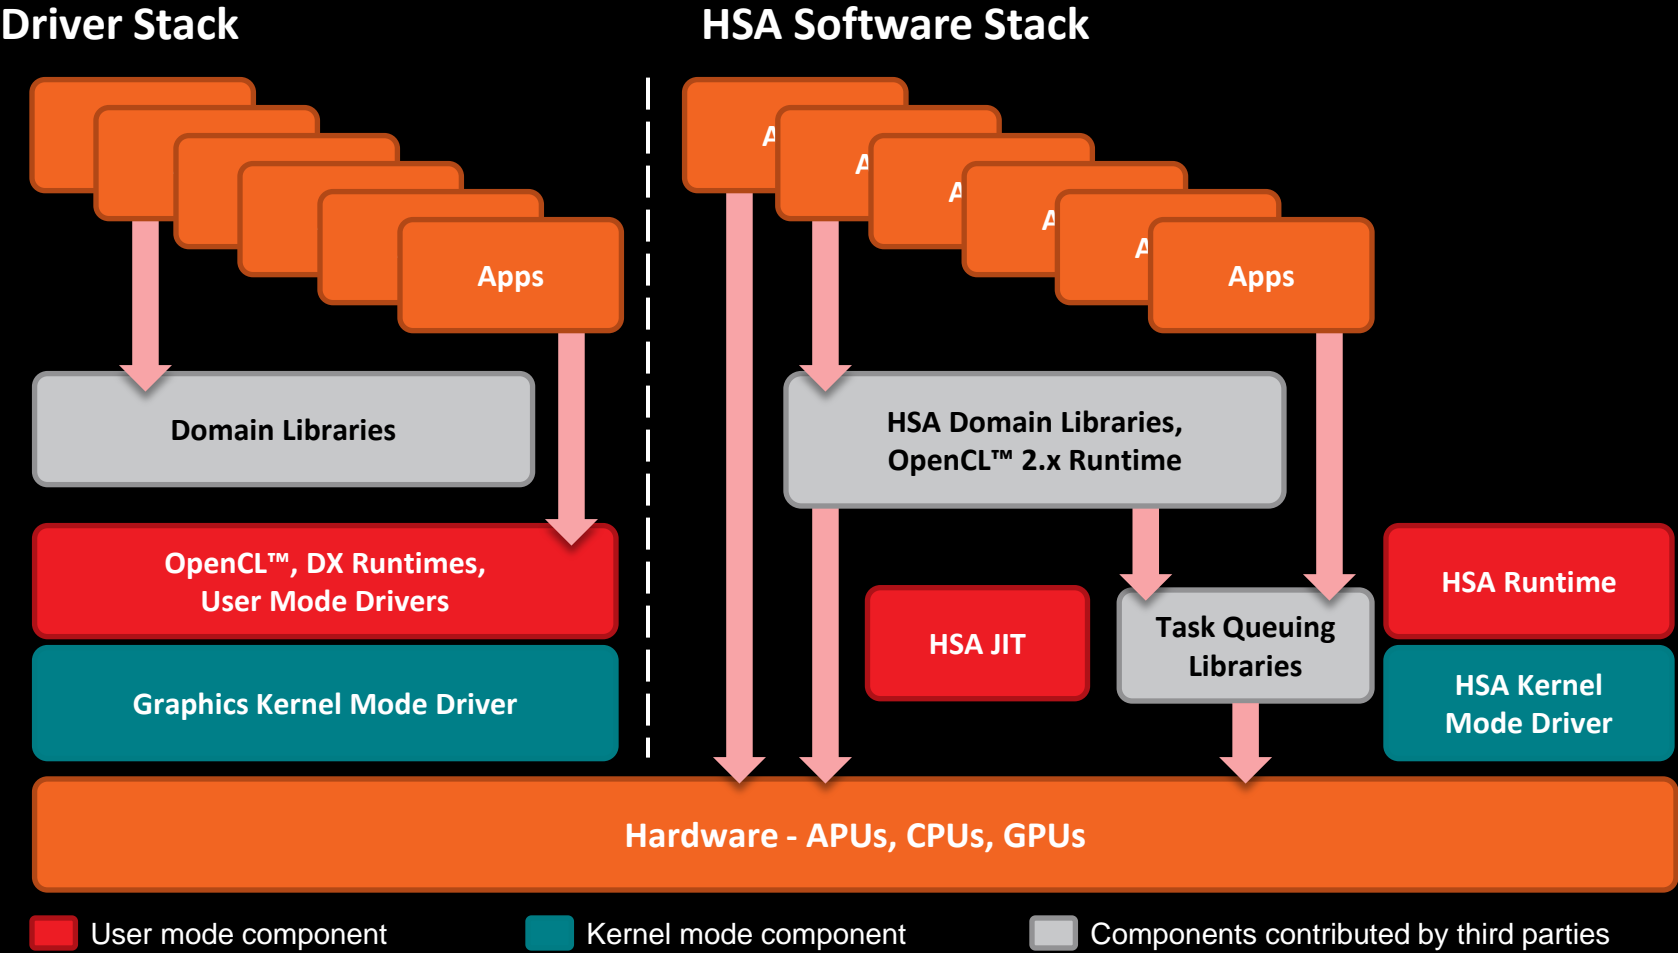 Driver Stack
HSA Software Stack
A
A
A
A
A
Apps
Apps
Domain Libraries
HSA Domain Libraries,
OpenCL™ 2.x Runtime
OpenCL™, DX Runtimes,
User Mode Drivers
HSA JIT
Task Queuing
Libraries
HSA Runtime
Graphics Kernel Mode Driver
HSA Kernel
Mode Driver
Hardware - APUs, CPUs, GPUs
User mode component
Kernel mode component
Components contributed by third parties